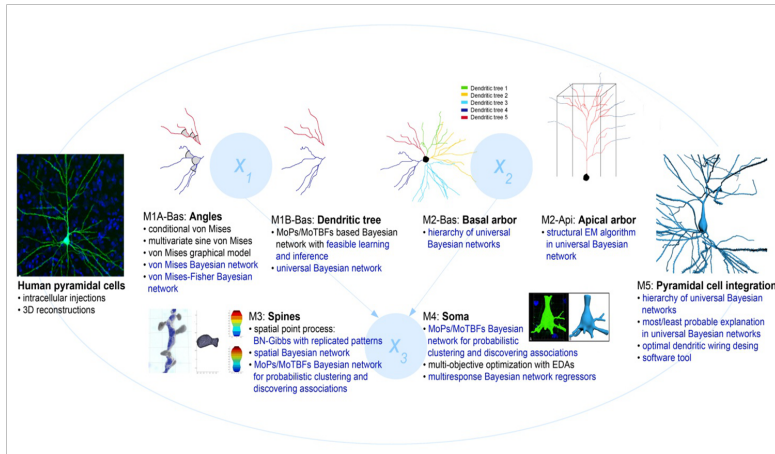 Dendritic tree 1
Dendritic tree 2
Dendritic tree 3
Dendritic tree 4
Dendritic tree 5
X1
X2
M1A-Bas: Angles
• conditional von Mises
• multivariate sine von Mises
• von Mises graphical model
• von Mises Bayesian network
• von Mises-Fisher Bayesian
network
M1B-Bas: Dendritic tree
• MoPs/MoTBFs based Bayesian
network with feasible learning
and inference
• universal Bayesian network
M2-Bas: Basal arbor
• hierarchy of universal
Bayesian networks
M2-Api: Apical arbor
• structural EM algorithm
in universal Bayesian
network
Human pyramidal cells
• intracellular injections
• 3D reconstructions
M5: Pyramidal cell integration
• hierarchy of universal Bayesian
networks
• most/least probable explanation
in universal Bayesian networks
• optimal dendritic wiring desing
• software tool
M3: Spines
• spatial point process:
BN-Gibbs with replicated patterns
• spatial Bayesian network
• MoPs/MoTBFs Bayesian network
for probabilistic clustering and
discovering associations
X3
M4: Soma
• MoPs/MoTBFs Bayesian
network for probabilistic
clustering and discovering associations
• multi-objective optimization with EDAs
• multiresponse Bayesian network regressors